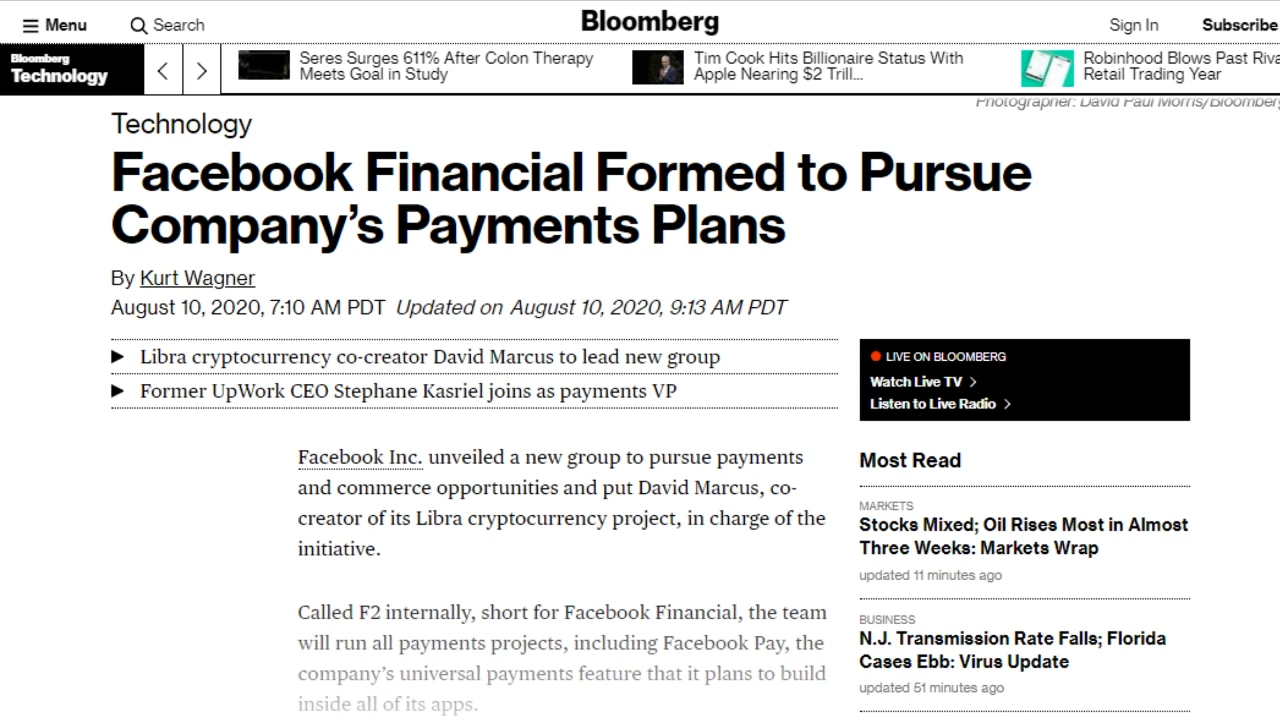 Menu
Search
Bloomberg
Sign In
Subscribe
Bloomberg
Technology
Seres Surges 611% After Colon Therapy
Meets Goal in Study
Tim Cook Hits Billionaire Status With
Apple Nearing $2 Trill...
Robinhood Blows Past Riva
Retail Trading Year
Photographer: David Paul Morris/Bloomberg
Technology
Facebook Financial Formed to Pursue
Company’s Payments Plans
By Kurt Wagner
August 10, 2020, 7:10 AM PDT Updated on August 10, 2020, 9:13 AM PDT
Libra cryptocurrency co-creator David Marcus to lead new group
Former UpWork CEO Stephane Kasriel joins as payments VP
Facebook Inc. unveiled a new group to pursue payments
and commerce opportunities and put David Marcus, co-
creator of its Libra cryptocurrency project, in charge of the
initiative.
Called F2 internally, short for Facebook Financial, the team
will run all payments projects, including Facebook Pay, the
company’s universal payments feature that it plans to build
inside all of its apps.
LIVE ON BLOOMBERG
Watch Live TV
Listen to Live Radio
Most Read
MARKETS
Stocks Mixed; Oil Rises Most in Almost
Three Weeks: Markets Wrap
updated 11 minutes ago
BUSINESS
N.J. Transmission Rate Falls; Florida
Cases Ebb: Virus Update
updated 51 minutes ago